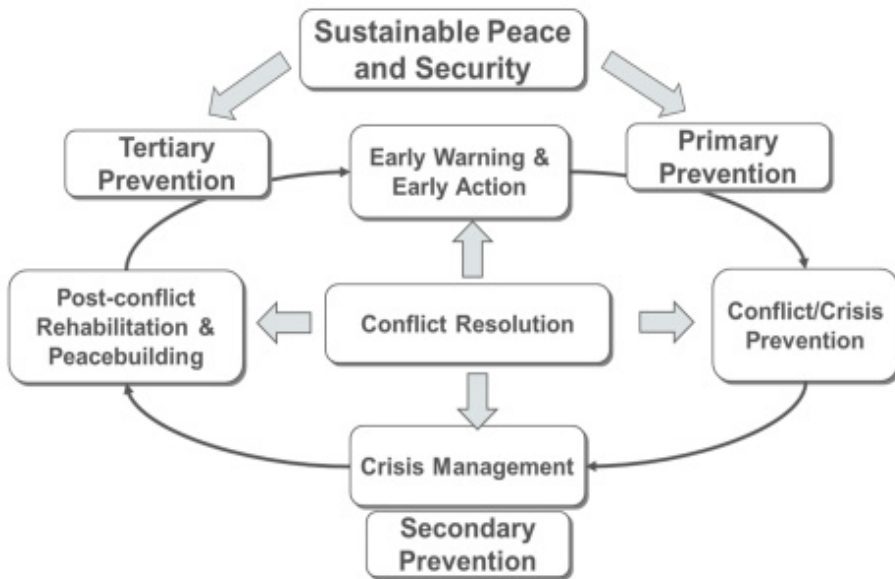 Sustainable Peace
and Security
Tertiary
Prevention
Early Warning &
Early Action
Primary
Prevention
Post-conflict
Rehabilitation &
Peacebuilding
Conflict Resolution
Conflict/Crisis
Prevention
Crisis Management
Secondary
Prevention